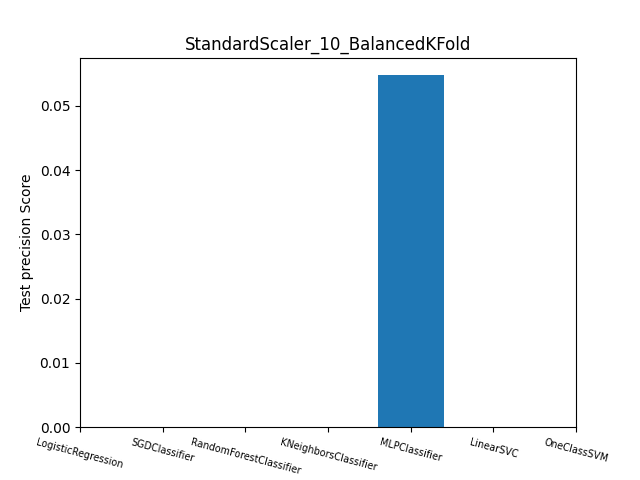 StandardScaler_10_BalancedKFold
Test precision Score
0.05
0.04
0.03
0.02
0.01
0.00
LogisticRegression
SGDClassifier
RandomForestClassifier
KNeighborsClassifier
MLPClassifier
LinearSVC
OneClassSVM